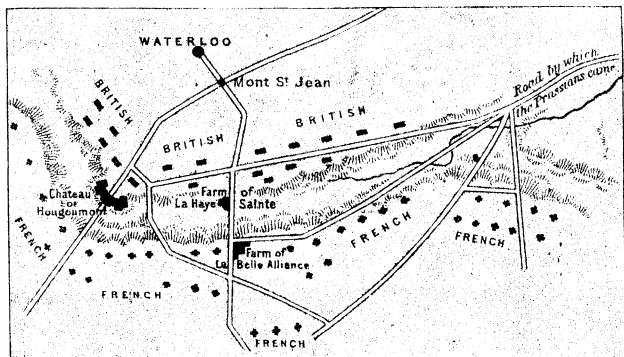 WATERLOO
Mont St Jean
Road by which
the Prussians came
BRITISH
BRITISH
BRITISH
Chateau
of
Hougoumont
Farm of
La Haye Sainte
FRENCH
FRENCH
FRENCH
Farm of
La Belle Alliance
FRENCH
FRENCH